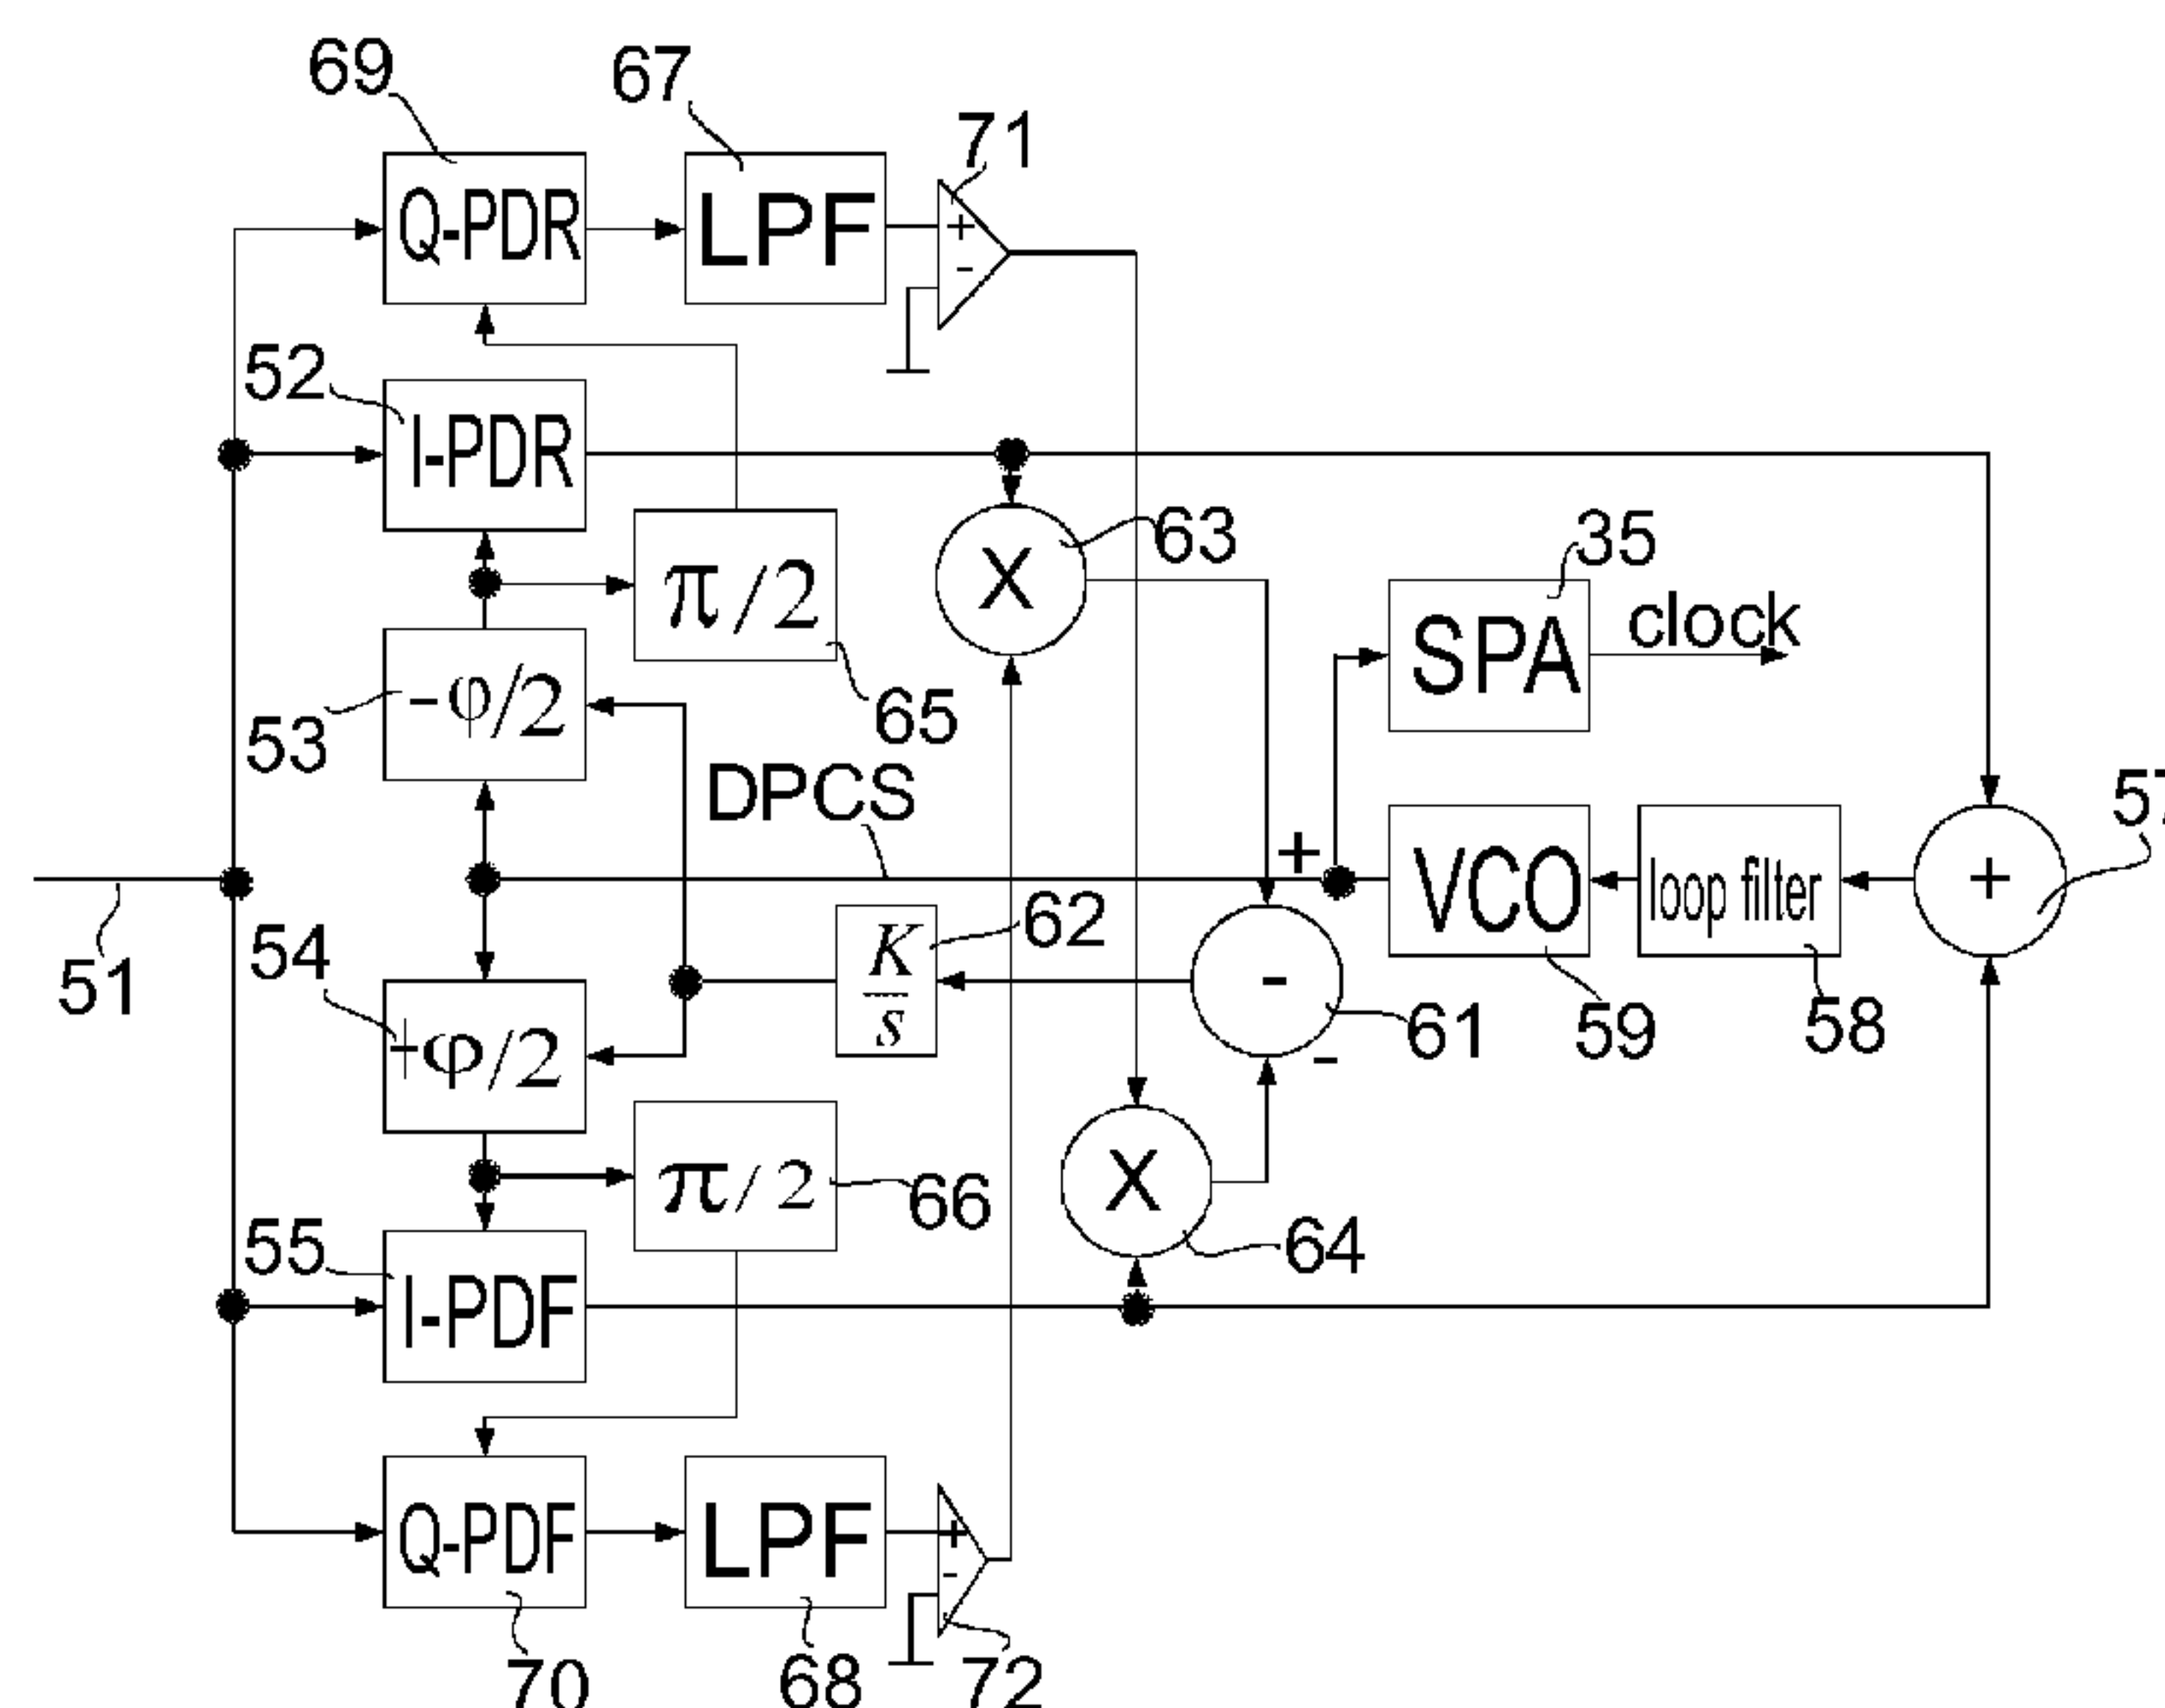 69
67
71
Q-PDR
LPF
+
-
52
I-PDR
63
35
π/2
X
SPA
clock
-φ/2
53
65
DPCS
57
+
VCO
loop filter
+
51
54
K/s
62
-
61
59
58
+φ/2
-
π/2
66
X
55
I-PDF
64
Q-PDF
LPF
+
-
70
68
72